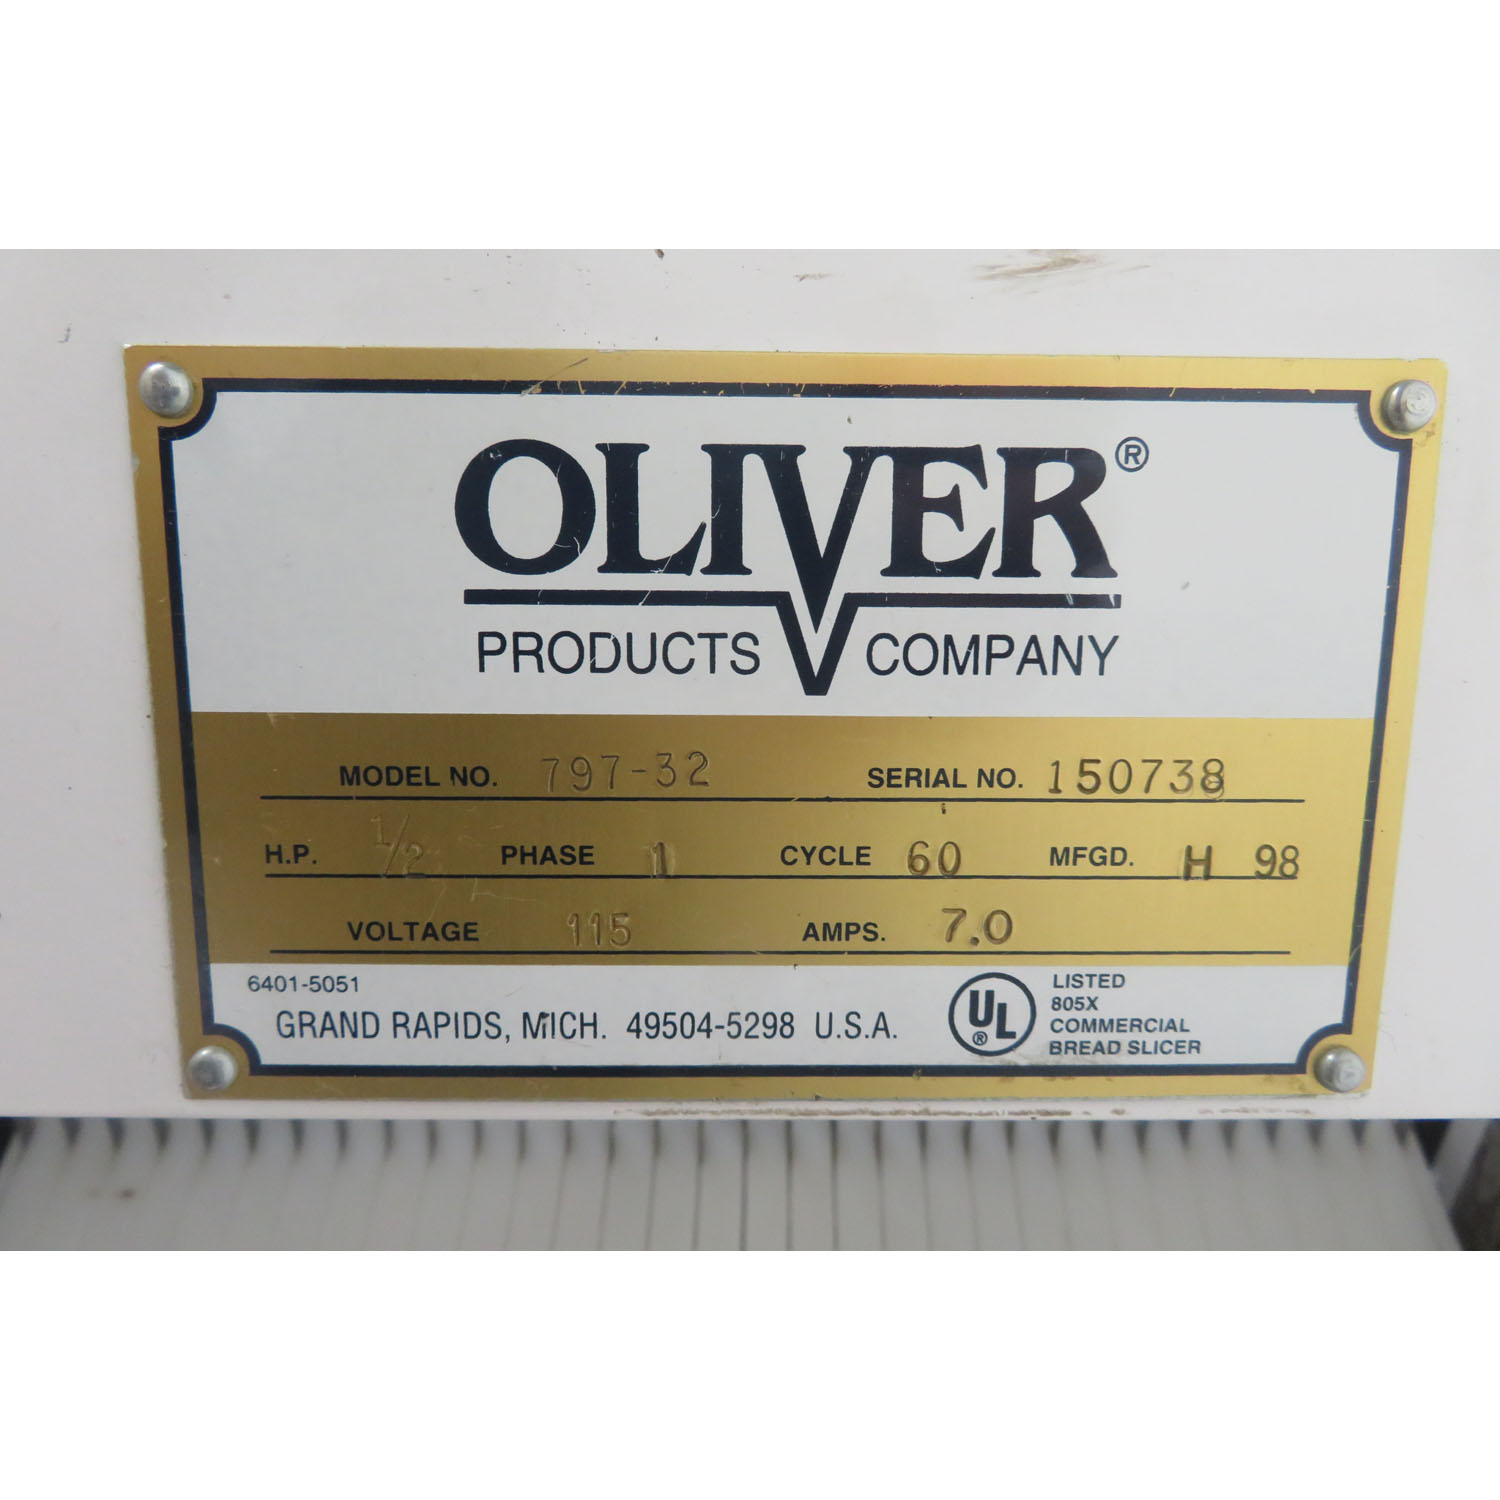 OLIVER®
PRODUCTS COMPANY
MODEL NO. 797-32 SERIAL NO. 150738
H.P. 1/2 PHASE 1 CYCLE 60 MFGD. H 98
VOLTAGE 115 AMPS. 7.0
6401-5051
GRAND RAPIDS, MICH. 49504-5298 U.S.A.
UL®
LISTED
805X
COMMERCIAL
BREAD SLICER